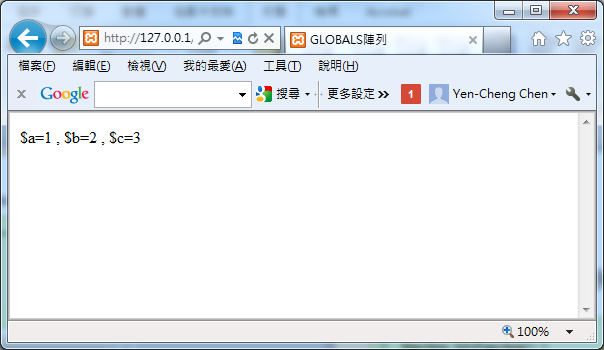 http://127.0.0.1/
GLOBALS陣列
檔案(F) 編輯(E) 檢視(V) 我的最愛(A) 工具(T) 說明(H)
Google 搜尋 更多設定 1 Yen-Cheng Chen
$a=1 , $b=2 , $c=3
100%